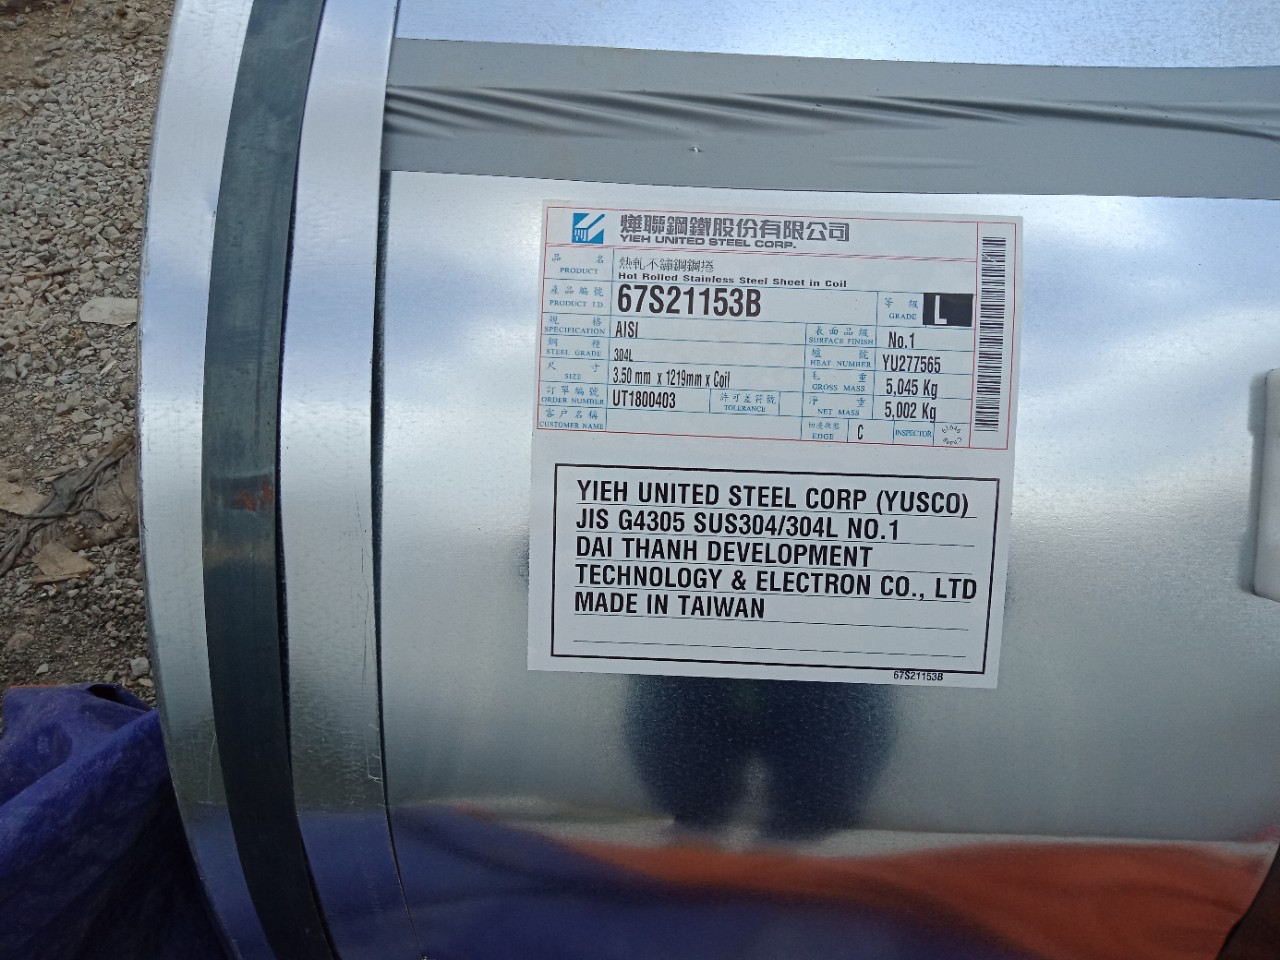 燁聯鋼鐵股份有限公司
YIEH UNITED STEEL CORP.
品 名 熱軋不鏽鋼鋼捲
PRODUCT Hot Rolled Stainless Steel Sheet in Coil
產品編號 67S21153B 等 級 L
PRODUCT I.D. GRADE
規 格 AISI 表面品級 No.1
SPECIFICATION SURFACE FINISH
鋼 種 304L 爐 號 YU277565
STEEL GRADE HEAT NUMBER
尺 寸 3.50 mm x 1219mm x Coil 毛 重 5,045 Kg
SIZE GROSS MASS
訂單編號 UT1800403 許可差符號 淨 重 5,002 Kg
ORDER NUMBER TOLERANCE NET MASS
客戶名稱 C
CUSTOMER NAME EDGE INSPECTOR
YIEH UNITED STEEL CORP (YUSCO)
JIS G4305 SUS304/304L NO.1
DAI THANH DEVELOPMENT
TECHNOLOGY & ELECTRON CO., LTD
MADE IN TAIWAN
67S21153B